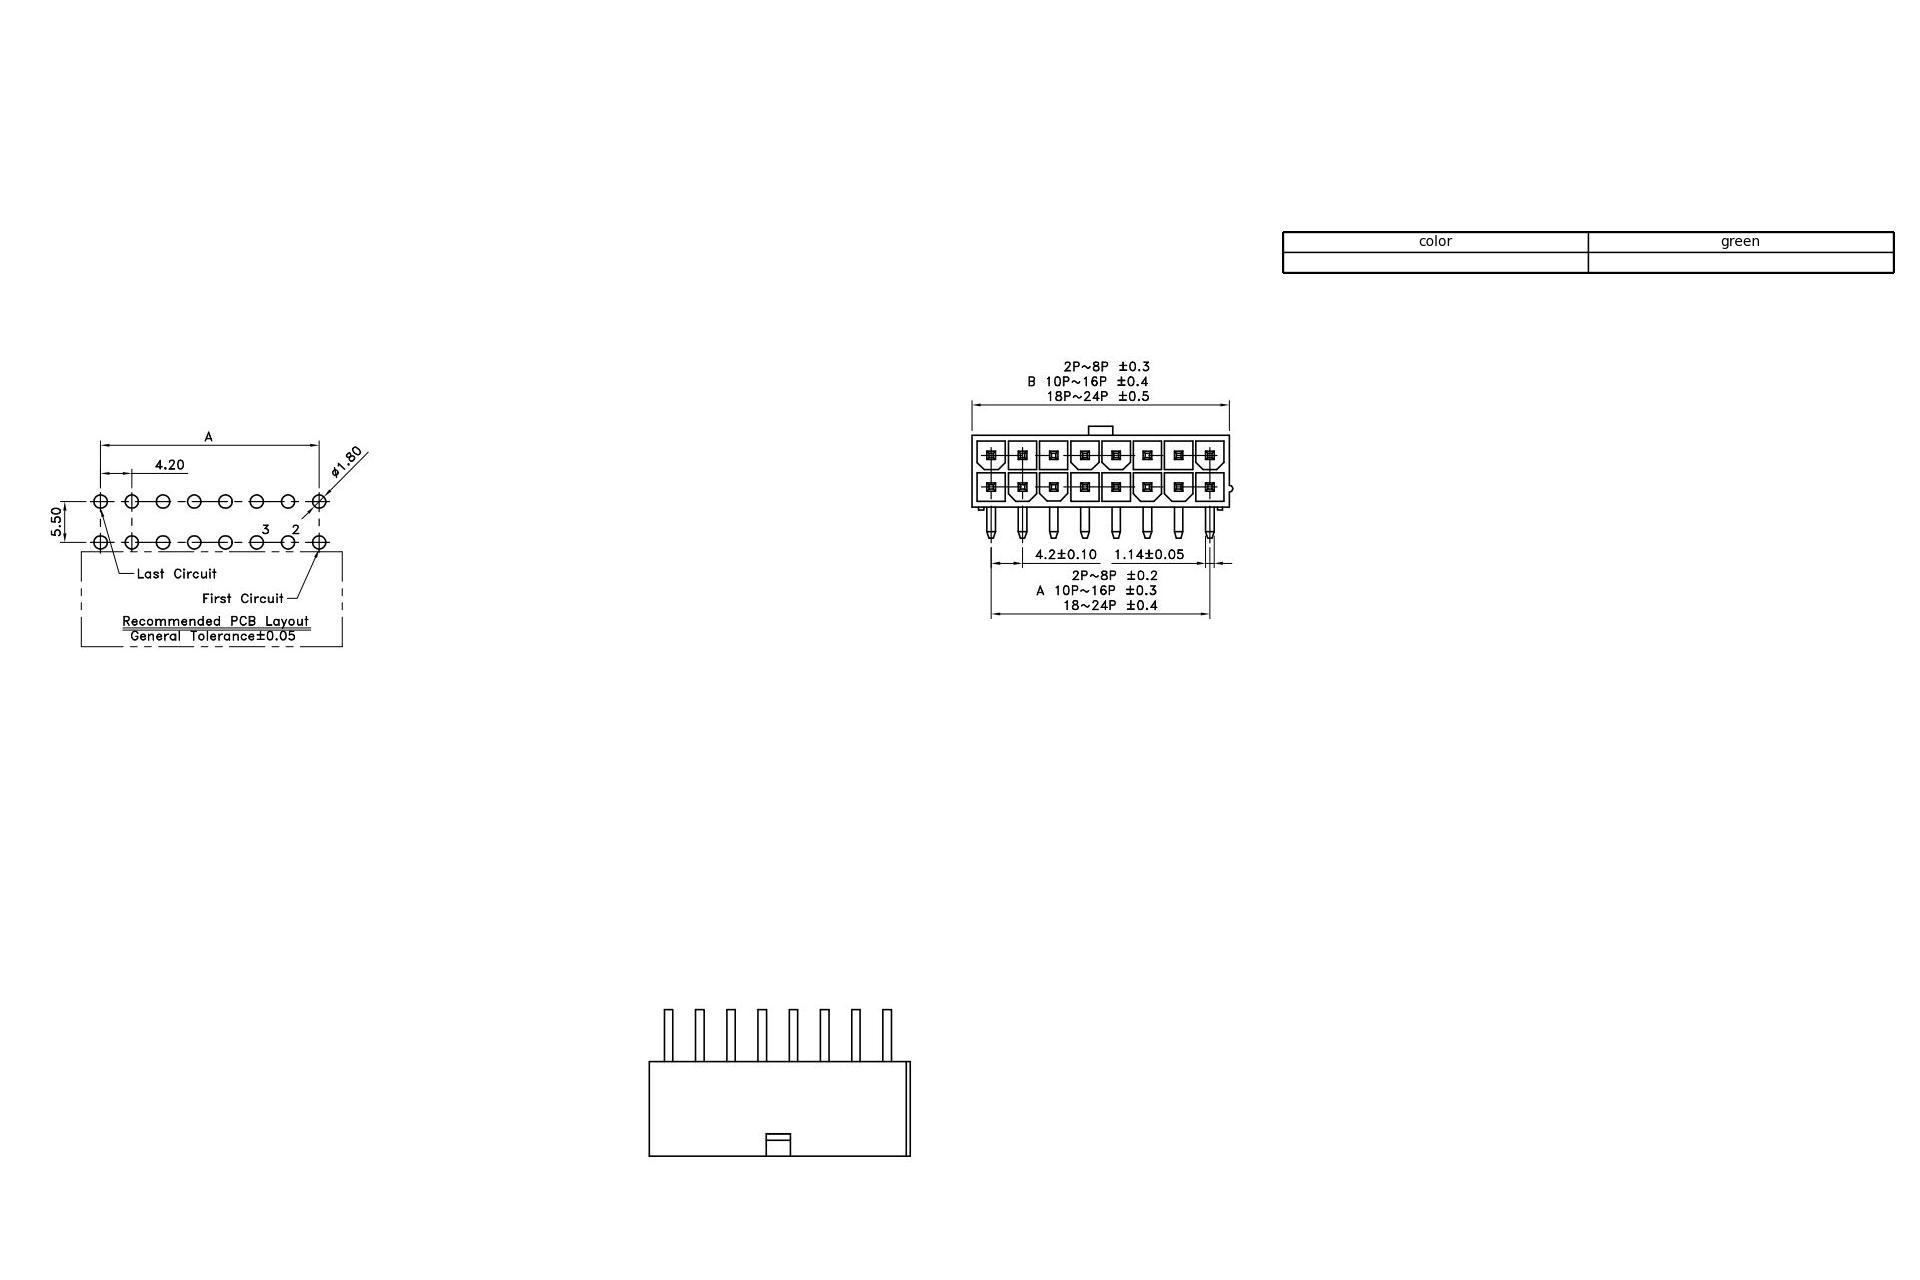 color green
2P~8P ±0.3
B 10P~16P ±0.4
18P~24P ±0.5
A
4.20
ø1.80
5.50
3 2
Last Circuit
First Circuit
Recommended PCB Layout
General Tolerance±0.05
4.2±0.10 1.14±0.05
2P~8P ±0.2
A 10P~16P ±0.3
18~24P ±0.4